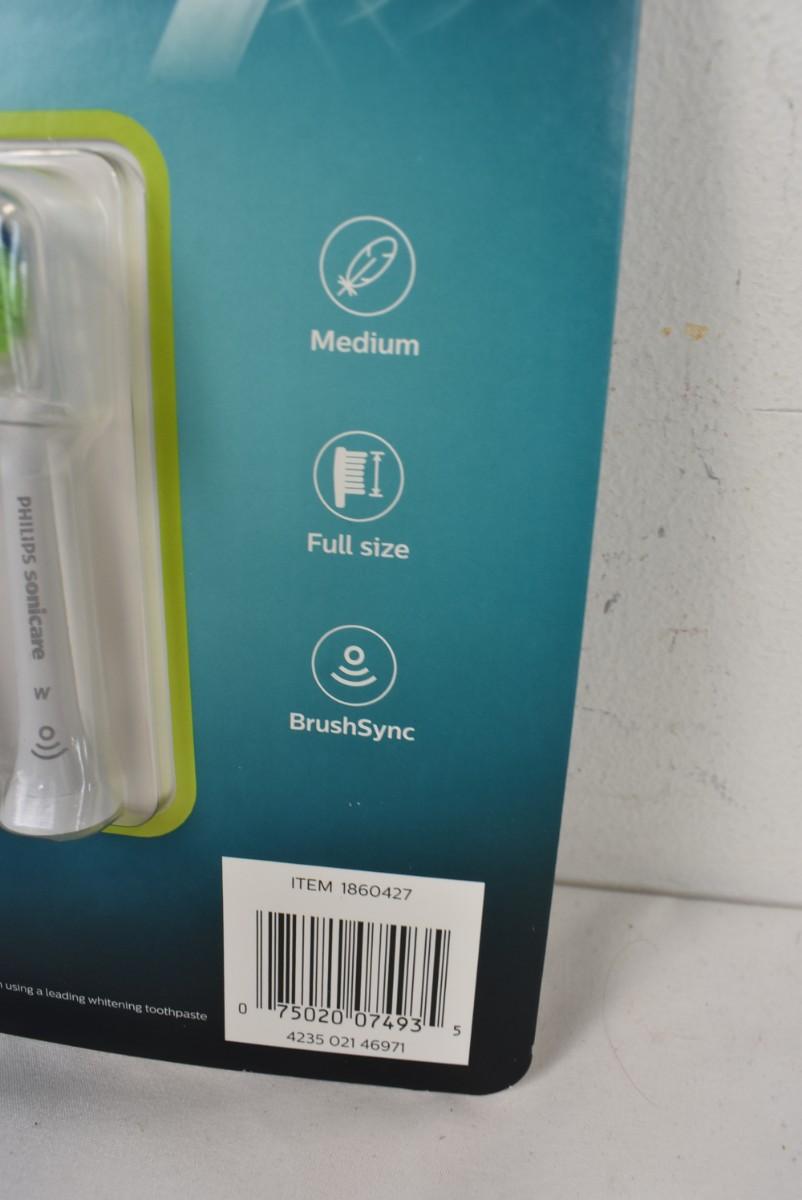 Medium
Full size
BrushSync
PHILIPS sonicare W
ITEM 1860427
0 75020 07493 5
4235 021 46971
using a leading whitening toothpaste